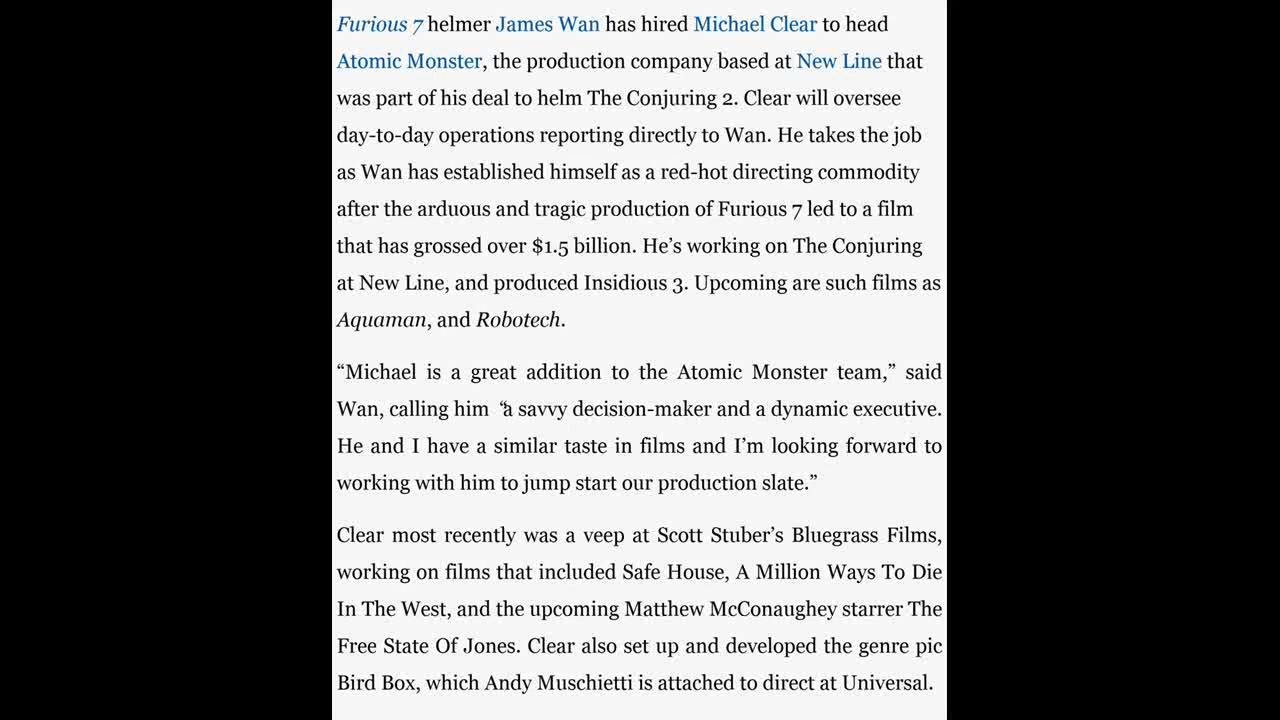 Furious 7 helmer James Wan has hired Michael Clear to head
Atomic Monster, the production company based at New Line that
was part of his deal to helm The Conjuring 2. Clear will oversee
day-to-day operations reporting directly to Wan. He takes the job
as Wan has established himself as a red-hot directing commodity
after the arduous and tragic production of Furious 7 led to a film
that has grossed over $1.5 billion. He’s working on The Conjuring
at New Line, and produced Insidious 3. Upcoming are such films as
Aquaman, and Robotech.
“Michael is a great addition to the Atomic Monster team,” said
Wan, calling him “a savvy decision-maker and a dynamic executive.
He and I have a similar taste in films and I’m looking forward to
working with him to jump start our production slate.”
Clear most recently was a veep at Scott Stuber’s Bluegrass Films,
working on films that included Safe House, A Million Ways To Die
In The West, and the upcoming Matthew McConaughey starrer The
Free State Of Jones. Clear also set up and developed the genre pic
Bird Box, which Andy Muschietti is attached to direct at Universal.